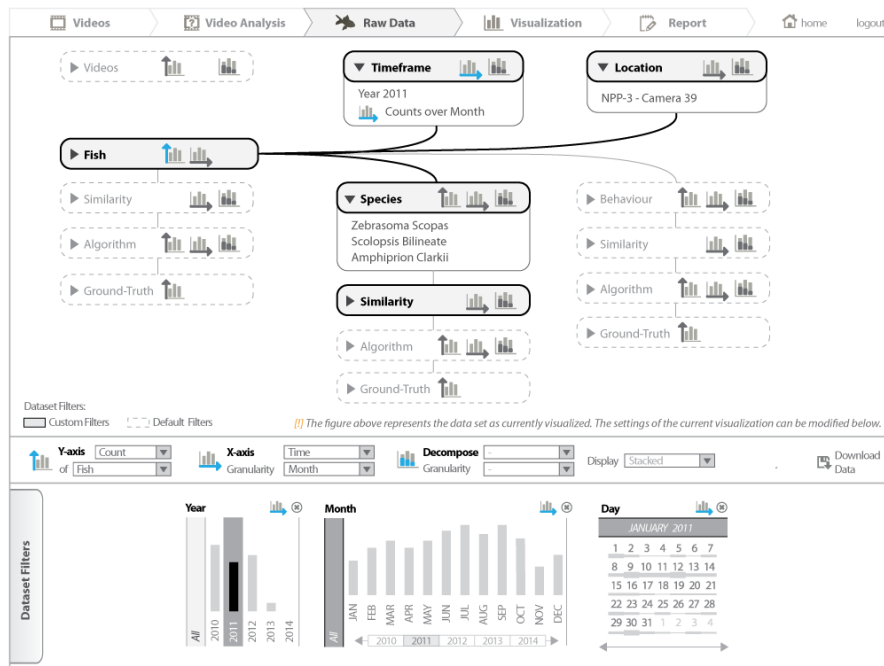 Videos Video Analysis Raw Data Visualization Report home logout
Videos
Timeframe
Year 2011
Counts over Month
Location
NPP-3 - Camera 39
Fish
Similarity
Algorithm
Ground-Truth
Species
Zebrasoma Scopas
Scolopsis Bilineate
Amphiprion Clarkii
Similarity
Algorithm
Ground-Truth
Behaviour
Similarity
Algorithm
Ground-Truth
Dataset Filters:
Custom Filters Default Filters
[!] The figure above represents the data set as currently visualized. The settings of the current visualization can be modified below.
Y-axis Count
of Fish
X-axis Time
Granularity Month
Decompose -
Granularity -
Display Stacked
Download
Data
Dataset Filters
Year
All 2010 2011 2012 2013 2014
Month
All JAN FEB MAR APR MAY JUN JUL AUG SEP OCT NOV DEC
2010 2011 2012 2013 2014
Day
JANUARY 2011
1 2 3 4 5 6 7
8 9 10 11 12 13 14
15 16 17 18 19 20 21
22 23 24 25 26 27 28
29 30 31 1 2 3 4